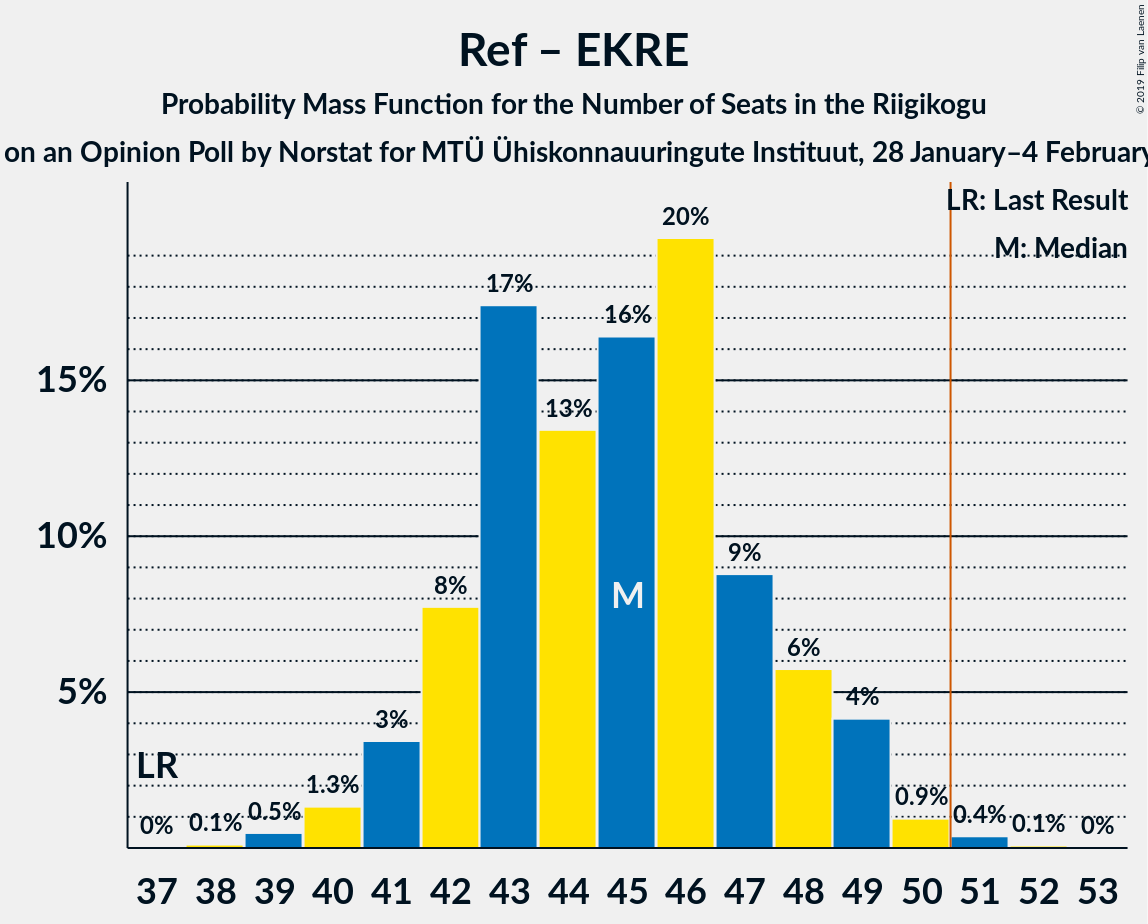 Ref – EKRE
Probability Mass Function for the Number of Seats in the Riigikogu
on an Opinion Poll by Norstat for MTÜ Ühiskonnauuringute Instituut, 28 January–4 February
© 2019 Filip van Laenen
LR: Last Result
M: Median
20%
17%
16%
15%
13%
10%
9%
8%
M
6%
5%
4%
3%
LR
1.3%
0.9%
0.5%
0.4%
0% 0.1% 0.1% 0%
37 38 39 40 41 42 43 44 45 46 47 48 49 50 51 52 53